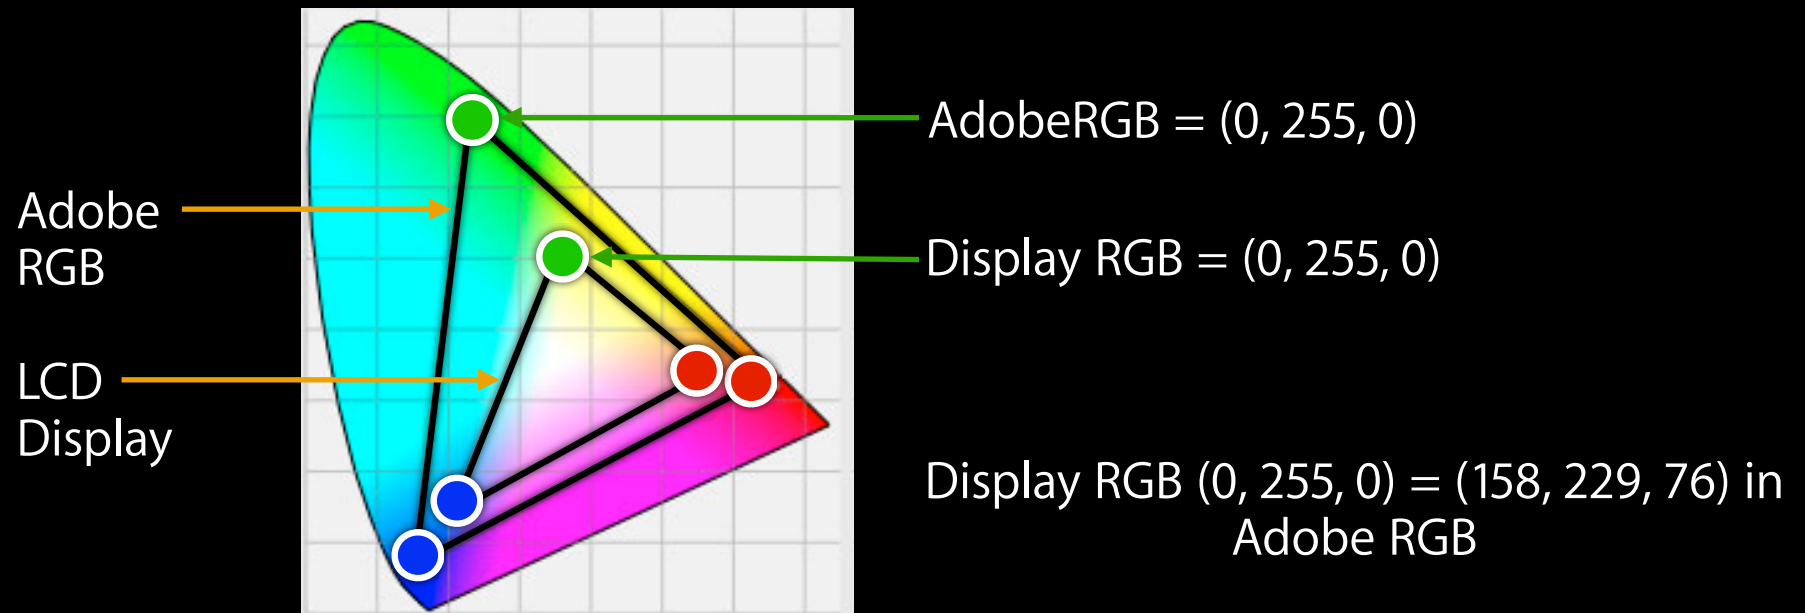 AdobeRGB = (0, 255, 0)
Adobe
RGB
Display RGB = (0, 255, 0)
LCD
Display
Display RGB (0, 255, 0) = (158, 229, 76) in
Adobe RGB